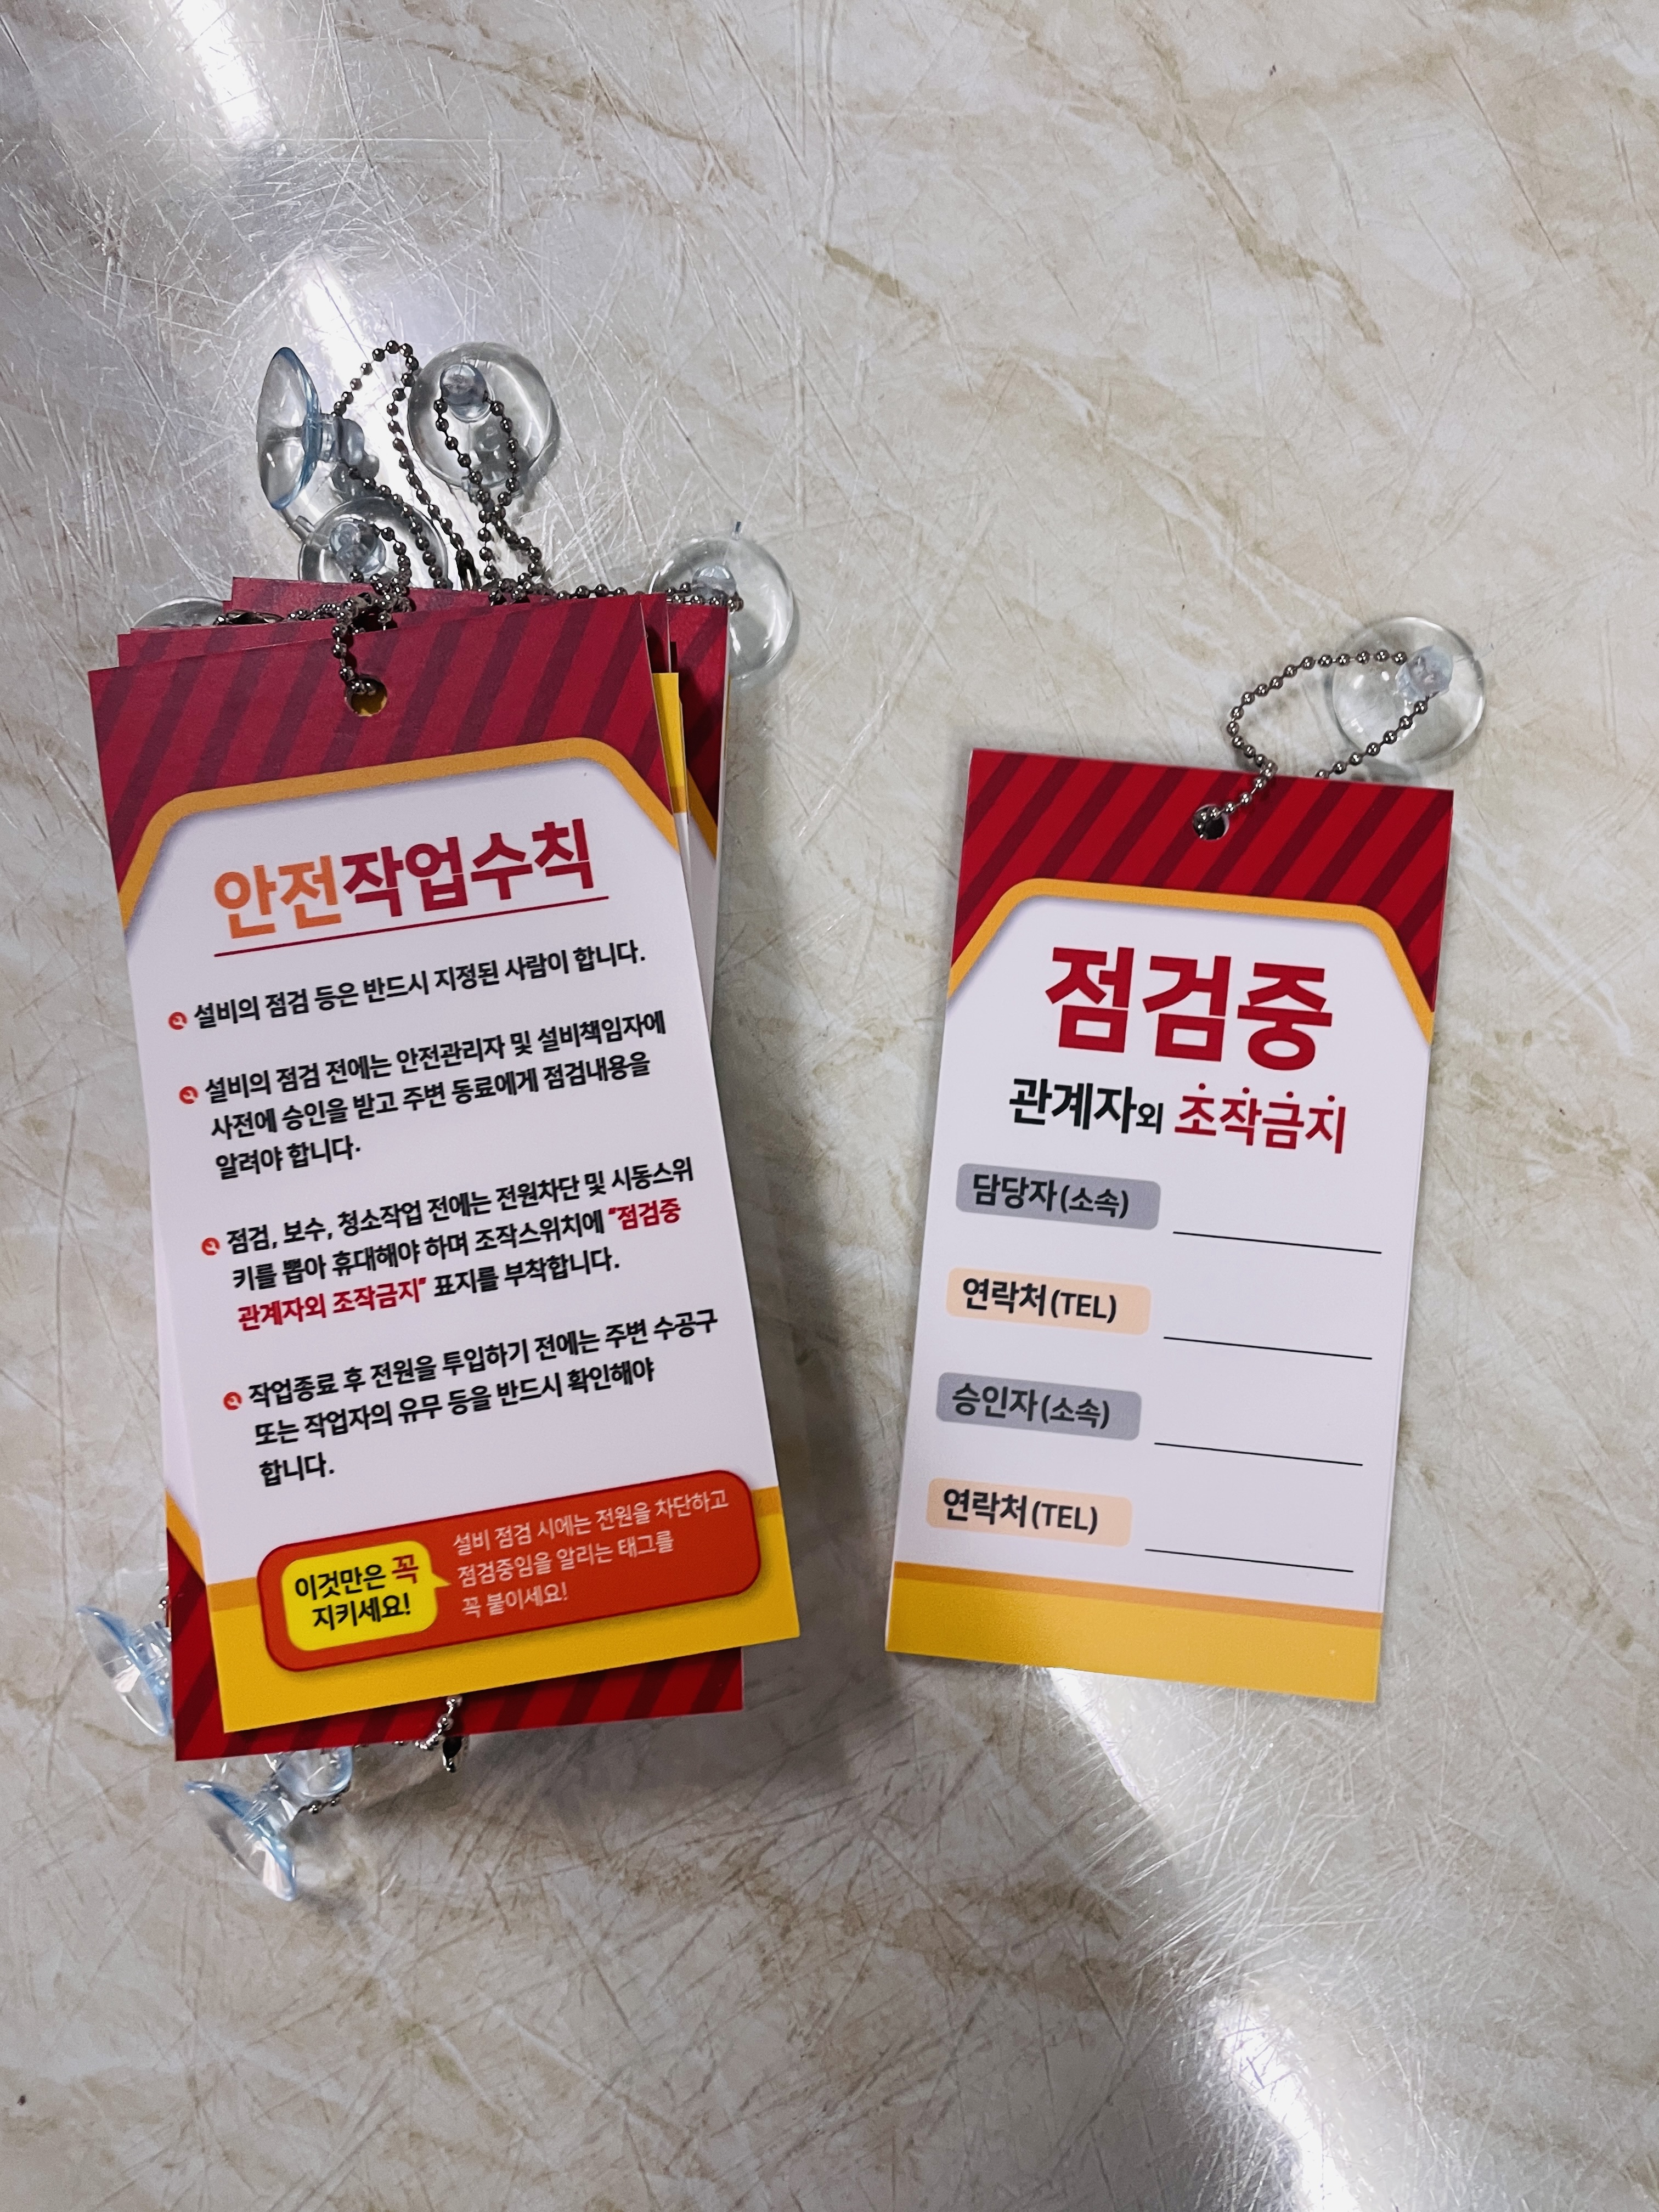 안전작업수칙
설비의 점검 등은 반드시 지정된 사람이 합니다.
설비의 점검 전에는 안전관리자 및 설비책임자에
사전에 승인을 받고 주변 동료에게 점검내용을
알려야 합니다.
점검, 보수, 청소작업 전에는 전원차단 및 시동스위
키를 뽑아 휴대해야 하며 조작스위치에 "점검중
관계자외 조작금지" 표지를 부착합니다.
작업종료 후 전원을 투입하기 전에는 주변 수공구
또는 작업자의 유무 등을 반드시 확인해야
합니다.
이것만은 꼭
지키세요!
설비 점검 시에는 전원을 차단하고
점검중임을 알리는 태그를
꼭 붙이세요!
점검중
관계자외 조작금지
담당자(소속)
연락처(TEL)
승인자(소속)
연락처(TEL)